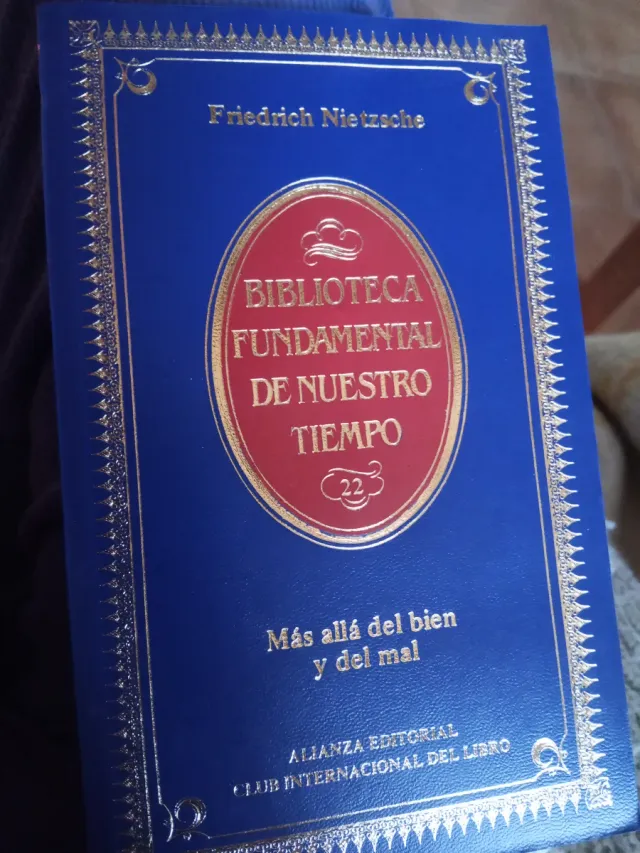 Friedrich Nietzsche
BIBLIOTECA
FUNDAMENTAL
DE NUESTRO
TIEMPO
22
Más allá del bien
y del mal
ALIANZA EDITORIAL
CLUB INTERNACIONAL DEL LIBRO